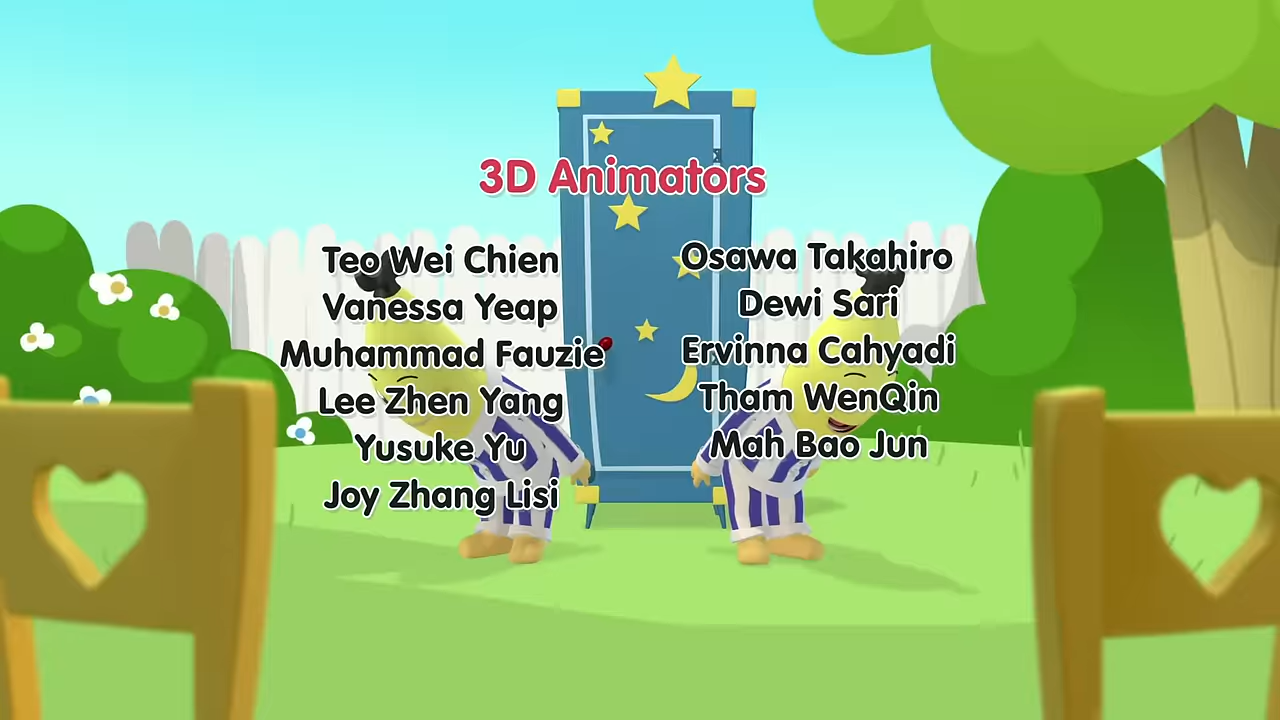 3D Animators
Teo Wei Chien
Vanessa Yeap
Muhammad Fauzie
Lee Zhen Yang
Yusuke Yu
Joy Zhang Lisi
Osawa Takahiro
Dewi Sari
Ervinna Cahyadi
Tham WenQin
Mah Bao Jun